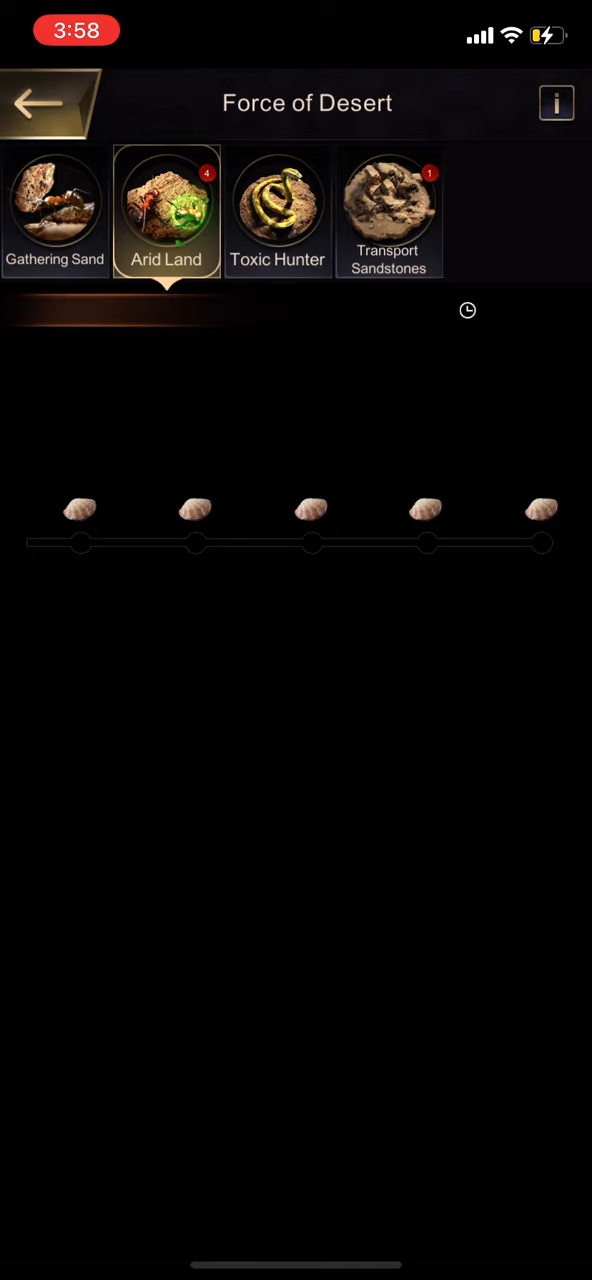 3:58
Force of Desert
i
4
1
Gathering Sand
Arid Land
Toxic Hunter
Transport
Sandstones